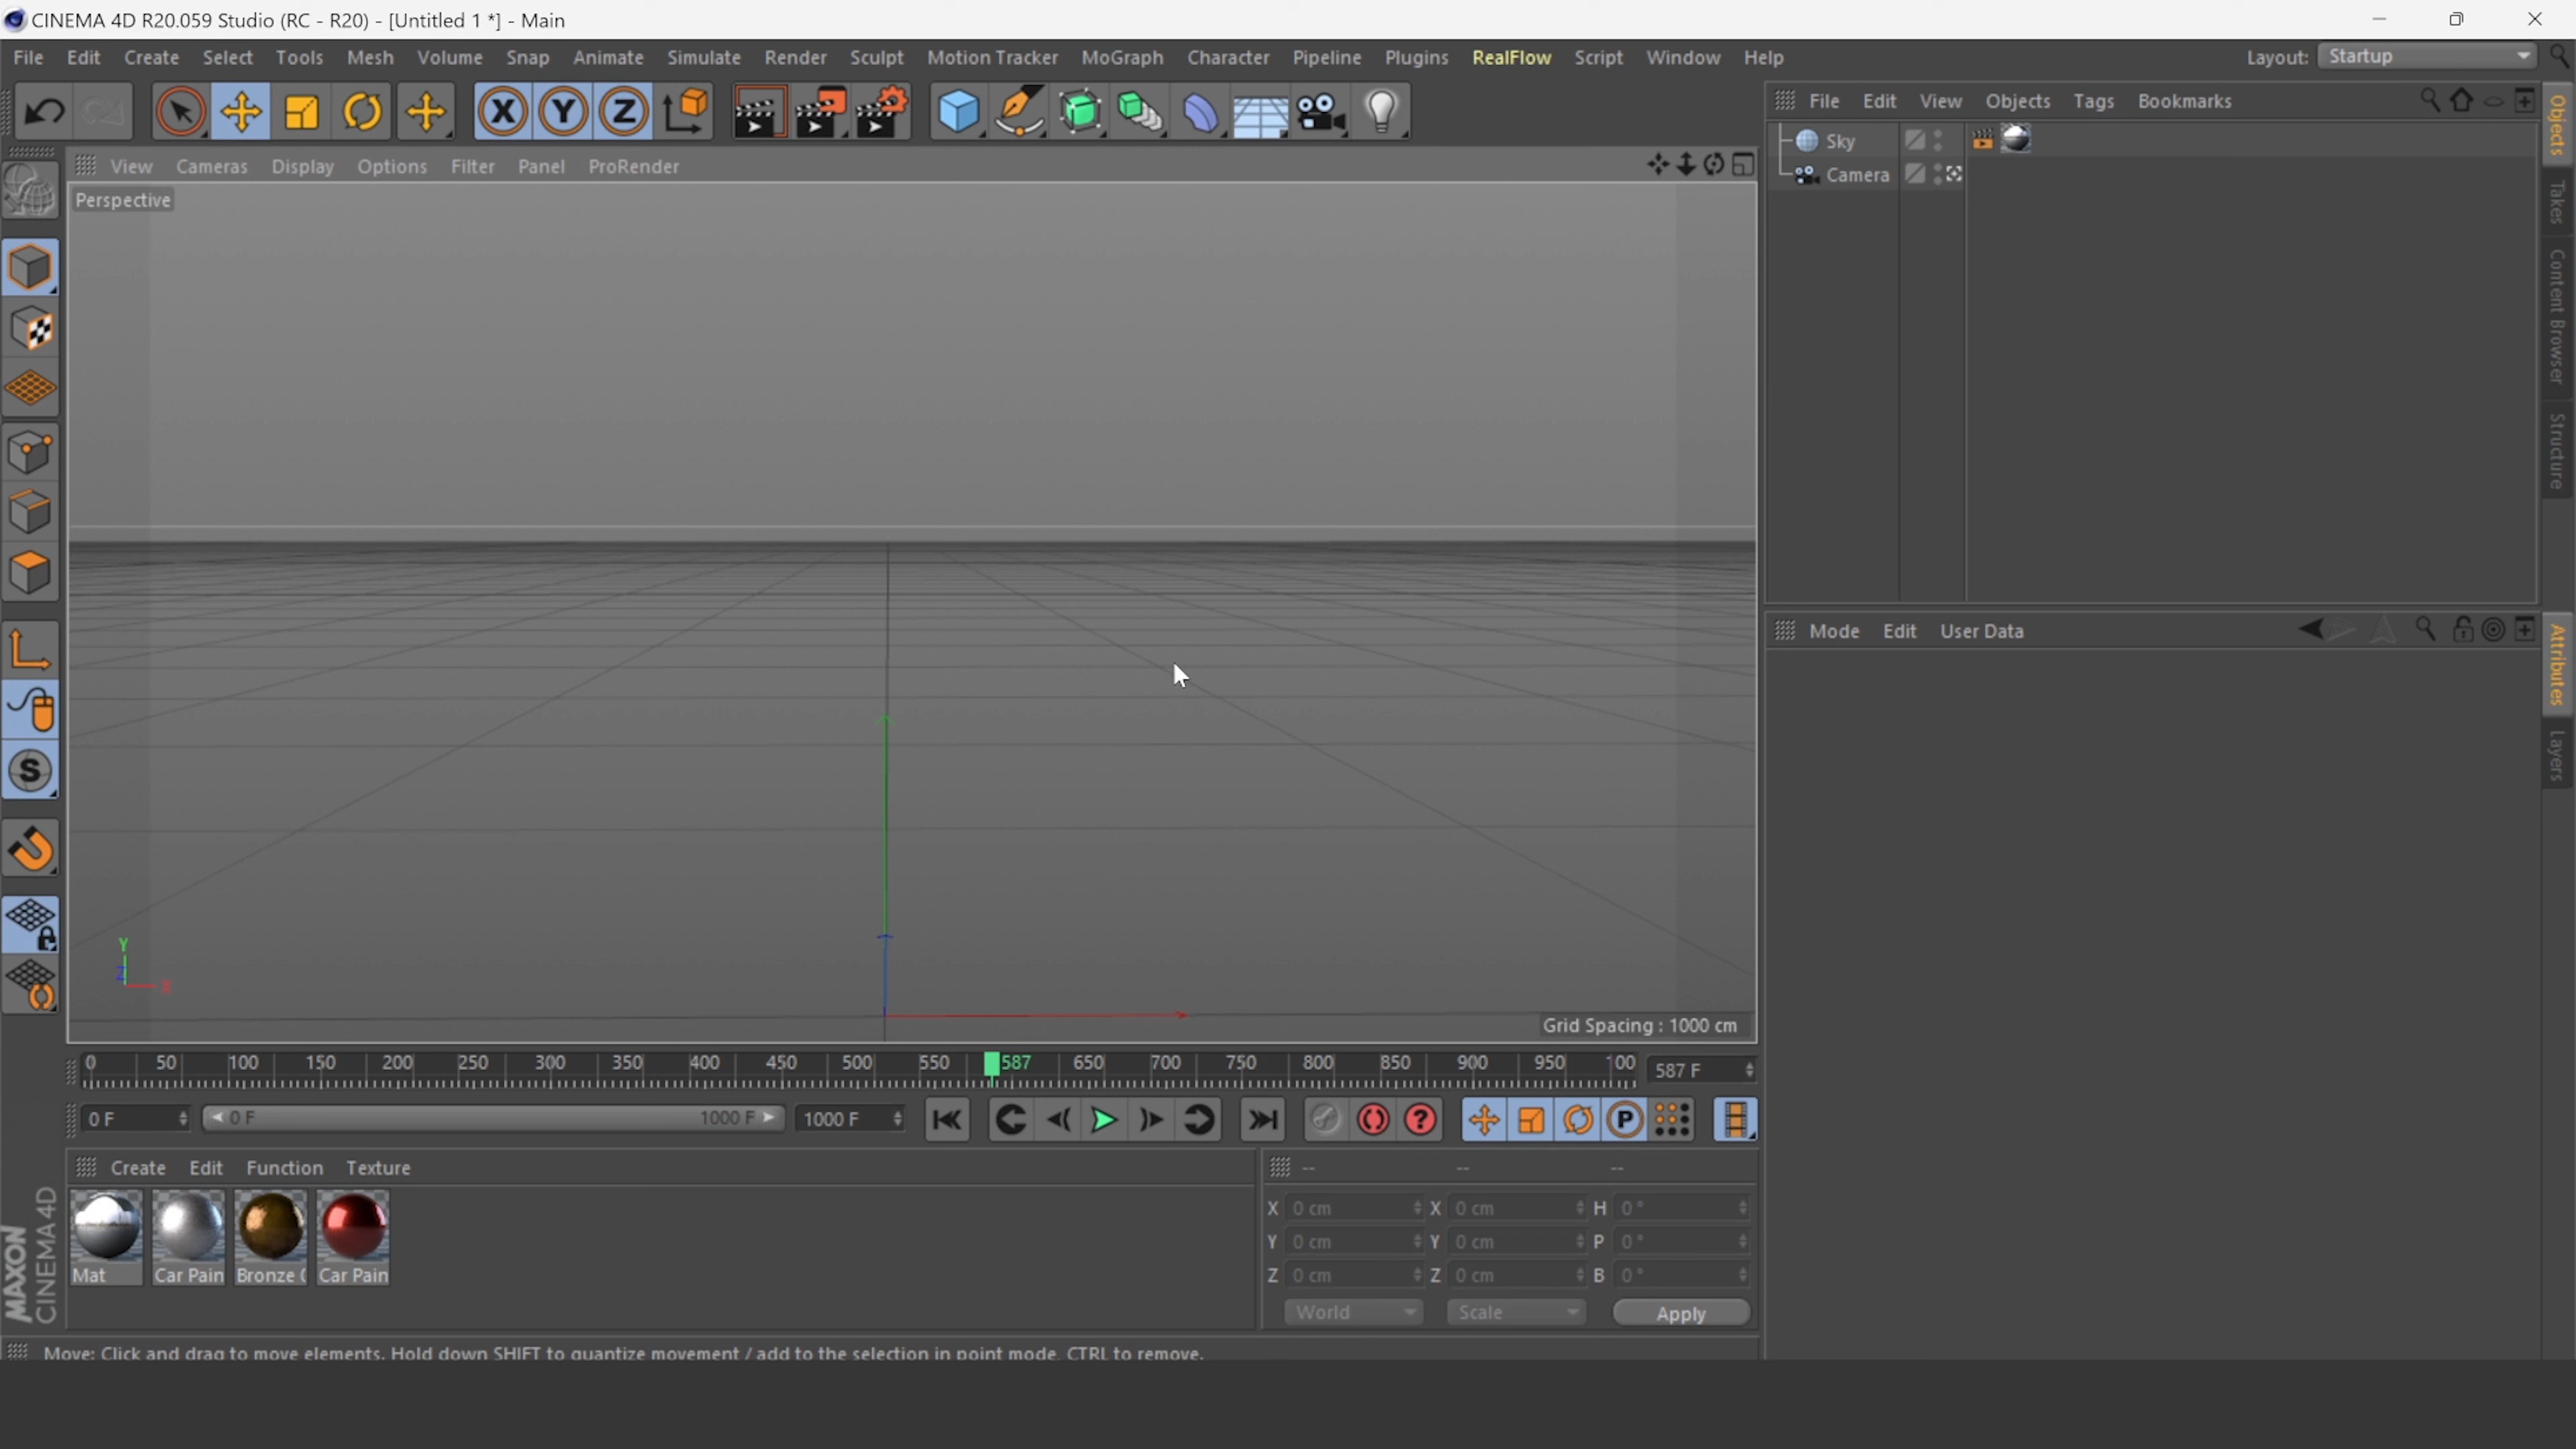 CINEMA 4D R20.059 Studio (RC - R20) - [Untitled 1 *] - Main
File Edit Create Select Tools Mesh Volume Snap Animate Simulate Render Sculpt Motion Tracker MoGraph Character Pipeline Plugins RealFlow Script Window Help Layout: Startup
X Y Z
File Edit View Objects Tags Bookmarks
Sky
Camera
Objects
Takes
Content Browser
Structure
View Cameras Display Options Filter Panel ProRender
Perspective
Y
Z X
Grid Spacing : 1000 cm
S
Mode Edit User Data
Attributes
Layers
0 50 100 150 200 250 300 350 400 450 500 550 587 650 700 750 800 850 900 950 100 587 F
0 F 0 F 1000 F 1000 F ? P
Create Edit Function Texture
Mat Car Pain Bronze ( Car Pain
-- -- --
X 0 cm X 0 cm H 0 °
Y 0 cm Y 0 cm P 0 °
Z 0 cm Z 0 cm B 0 °
World Scale Apply
MAXON
CINEMA 4D
Move: Click and drag to move elements. Hold down SHIFT to quantize movement / add to the selection in point mode, CTRL to remove.